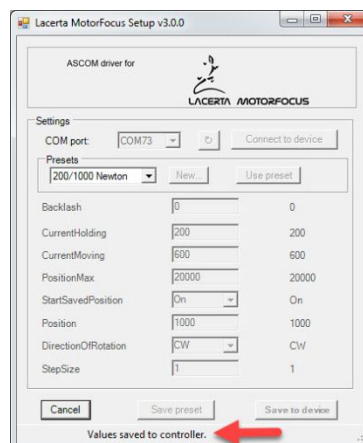 Lacerta MotorFocus Setup v3.0.0
ASCOM driver for
LACERTA MOTORFOCUS
Settings
COM port: COM73 Connect to device
Presets
200/1000 Newton New... Use preset
Backlash 0 0
CurrentHolding 200 200
CurrentMoving 600 600
PositionMax 20000 20000
StartSavedPosition On On
Position 1000 1000
DirectionOfRotation CW CW
StepSize 1 1
Cancel Save preset Save to device
Values saved to controller.